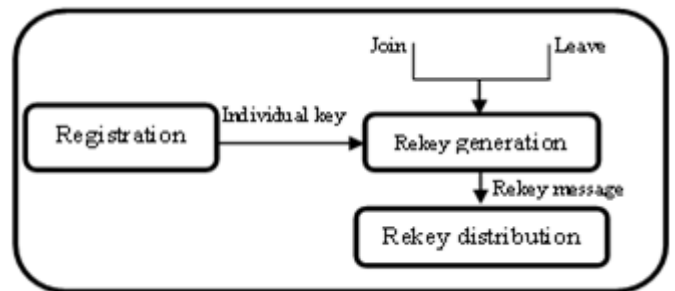 Join
Leave
Individual key
Registration
Rekey generation
Rekey message
Rekey distribution